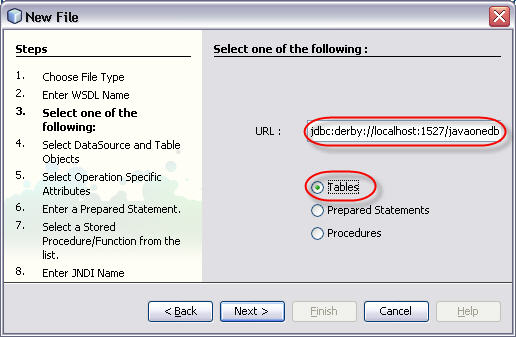 New File
Steps
1. Choose File Type
2. Enter WSDL Name
3. Select one of the
following:
4. Select DataSource and Table
Objects
5. Select Operation Specific
Attributes
6. Enter a Prepared Statement.
7. Select a Stored
Procedure/Function from the
list.
8. Enter JNDI Name
Select one of the following :
URL : jdbc:derby://localhost:1527/javaonedb
Tables
Prepared Statements
Procedures
< Back Next > Finish Cancel Help